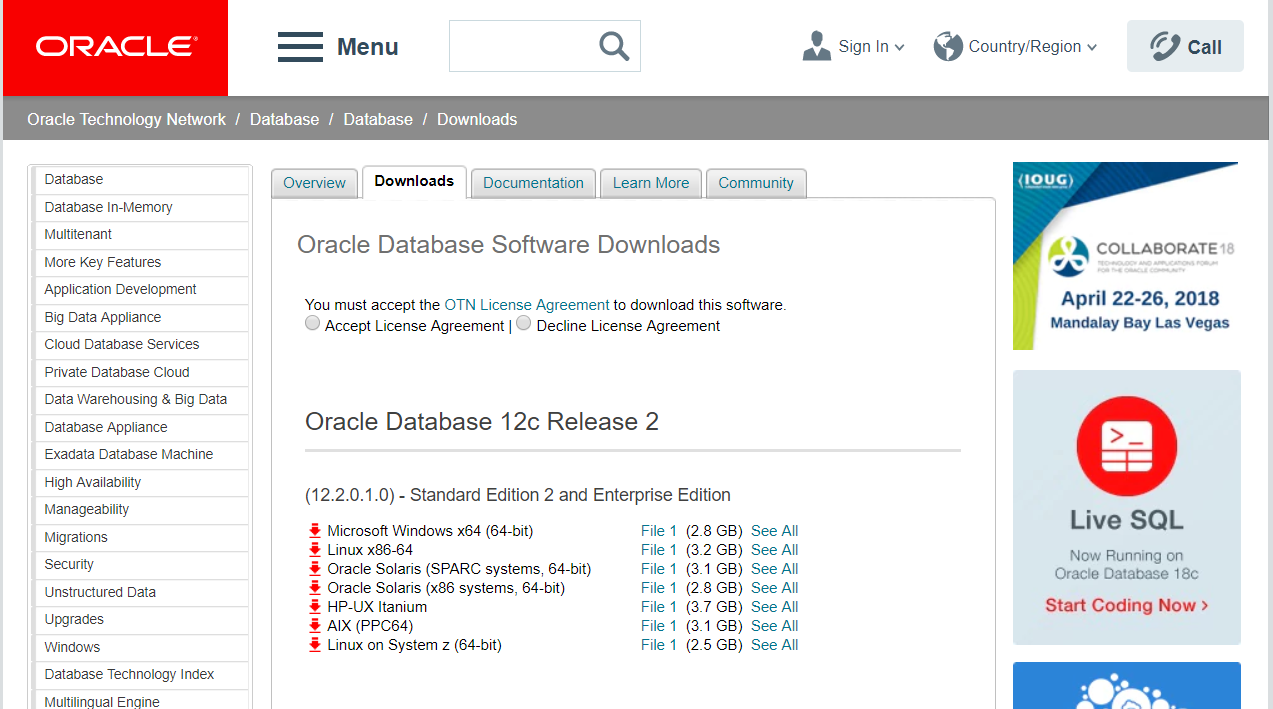 ORACLE®
Menu
Sign In
Country/Region
Call
Oracle Technology Network / Database / Database / Downloads
Database
Database In-Memory
Multitenant
More Key Features
Application Development
Big Data Appliance
Cloud Database Services
Private Database Cloud
Data Warehousing & Big Data
Database Appliance
Exadata Database Machine
High Availability
Manageability
Migrations
Security
Unstructured Data
Upgrades
Windows
Database Technology Index
Multilingual Engine
Overview Downloads Documentation Learn More Community
Oracle Database Software Downloads
You must accept the OTN License Agreement to download this software.
Accept License Agreement | Decline License Agreement
Oracle Database 12c Release 2
(12.2.0.1.0) - Standard Edition 2 and Enterprise Edition
Microsoft Windows x64 (64-bit) File 1 (2.8 GB) See All
Linux x86-64 File 1 (3.2 GB) See All
Oracle Solaris (SPARC systems, 64-bit) File 1 (3.1 GB) See All
Oracle Solaris (x86 systems, 64-bit) File 1 (2.8 GB) See All
HP-UX Itanium File 1 (3.7 GB) See All
AIX (PPC64) File 1 (3.1 GB) See All
Linux on System z (64-bit) File 1 (2.5 GB) See All
(IOUG)
COLLABORATE18
TECHNOLOGY AND APPLICATIONS FORUM
FOR THE ORACLE COMMUNITY
April 22-26, 2018
Mandalay Bay Las Vegas
Live SQL
Now Running on
Oracle Database 18c
Start Coding Now >